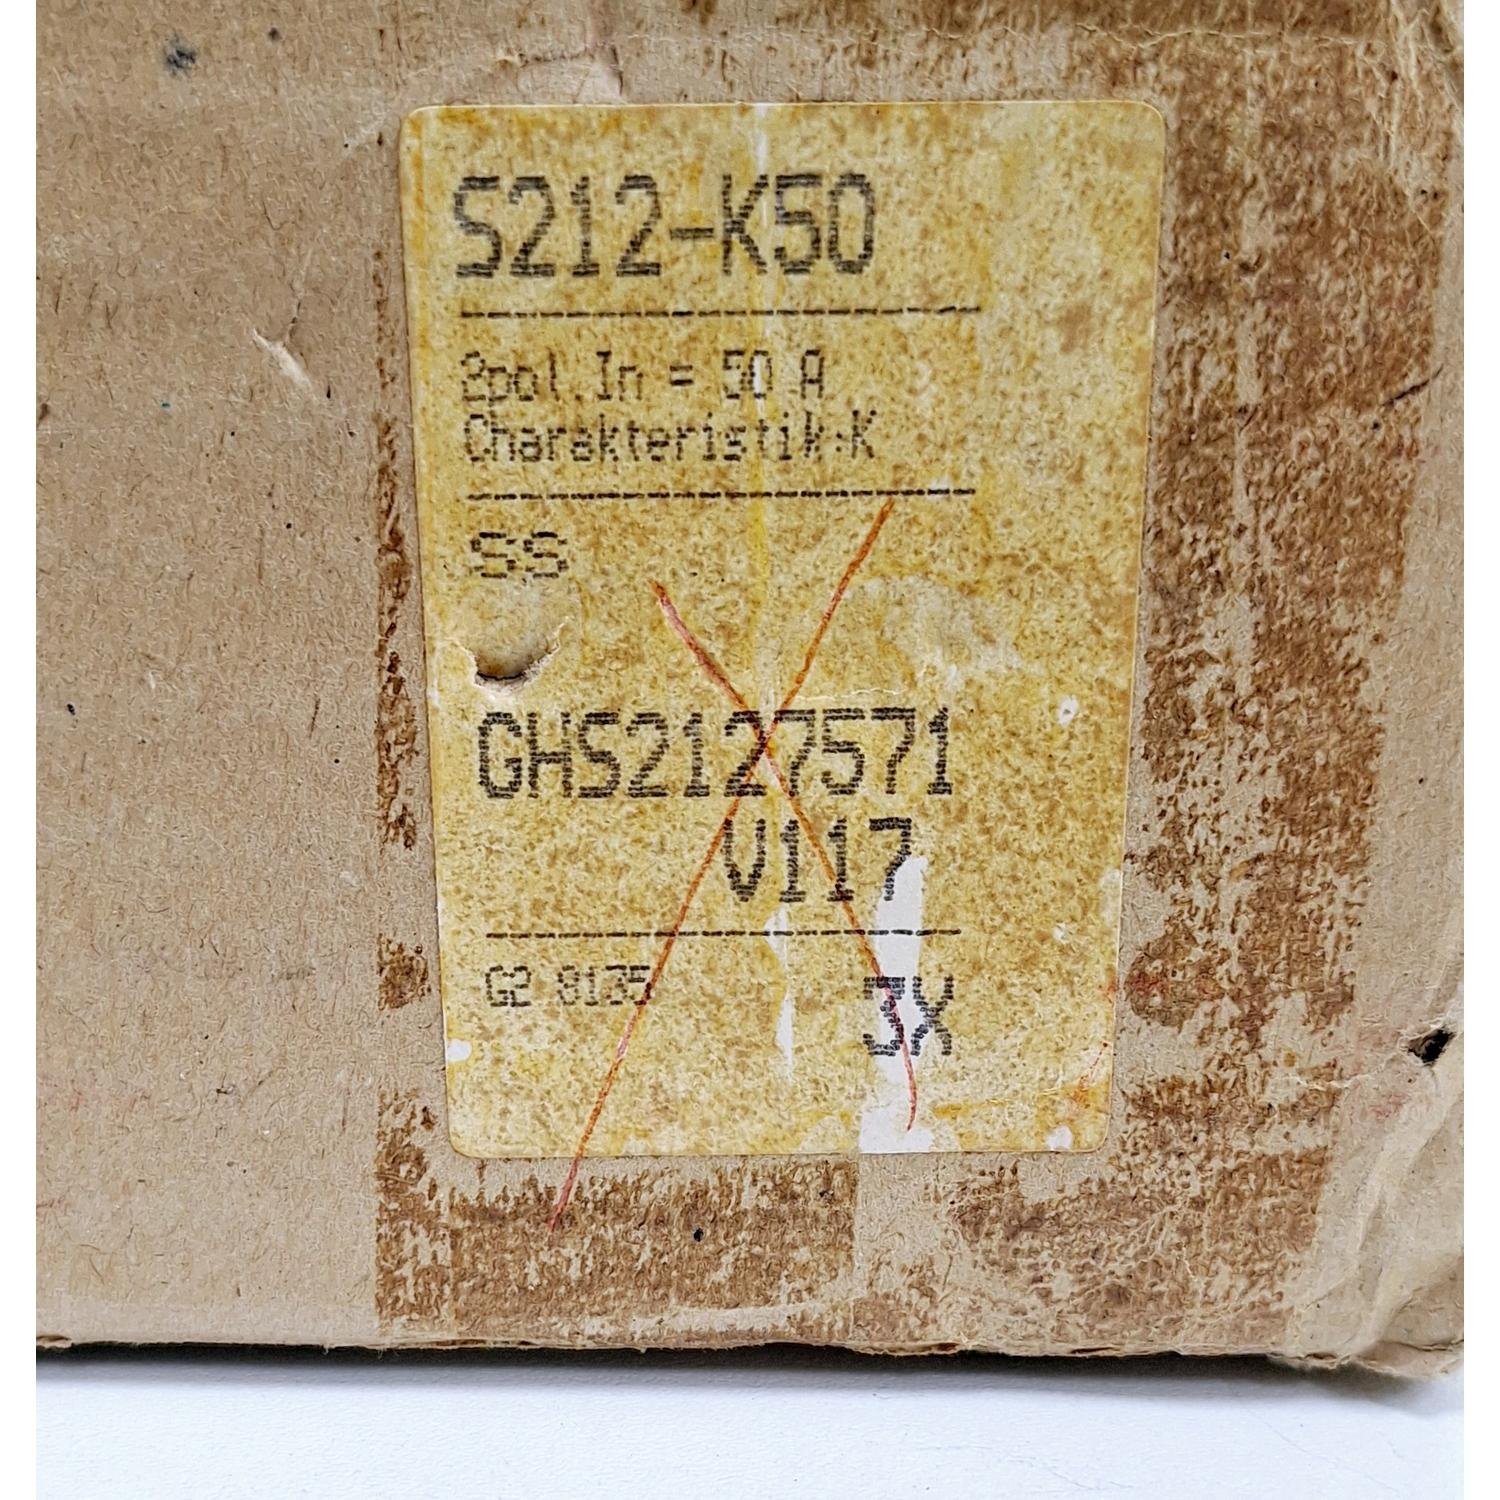 S212-K50
2pol.In = 50 A
Charakteristik:K
SS
GHS2127571
V117
G2 8135
3X